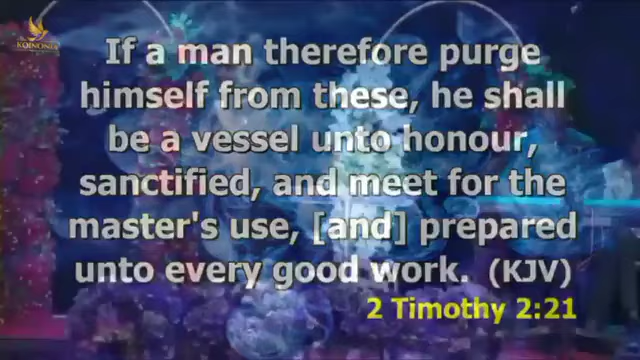 KOINONIA
If a man therefore purge
himself from these, he shall
be a vessel unto honour,
sanctified, and meet for the
master's use, [and] prepared
unto every good work. (KJV)
2 Timothy 2:21